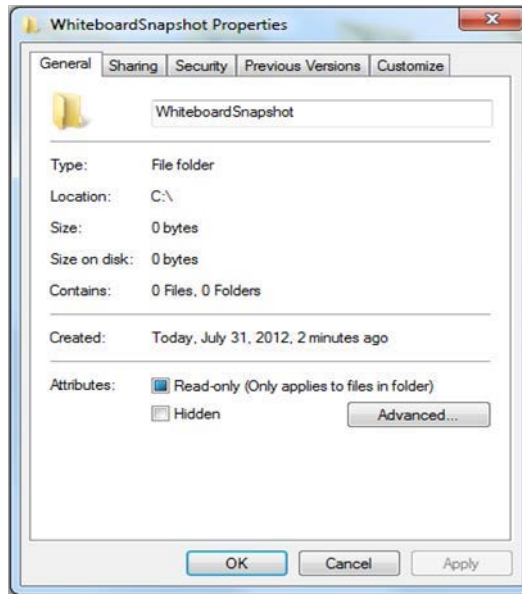 WhiteboardSnapshot Properties
General Sharing Security Previous Versions Customize
WhiteboardSnapshot
Type: File folder
Location: C:\
Size: 0 bytes
Size on disk: 0 bytes
Contains: 0 Files, 0 Folders
Created: Today, July 31, 2012, 2 minutes ago
Attributes: Read-only (Only applies to files in folder)
Hidden Advanced...
OK Cancel Apply